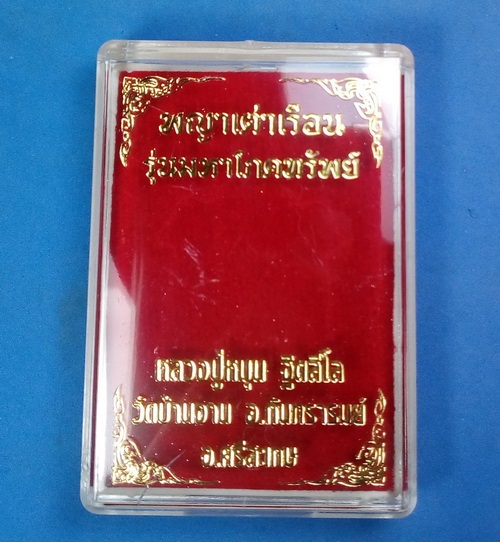 พญาเต่าเรือน
รุ่นมหาโภคทรัพย์
หลวงปู่หมุน ฐิตสีโล
วัดบ้านจาน อ.กันทรารมย์
จ.ศรีสะเกษ